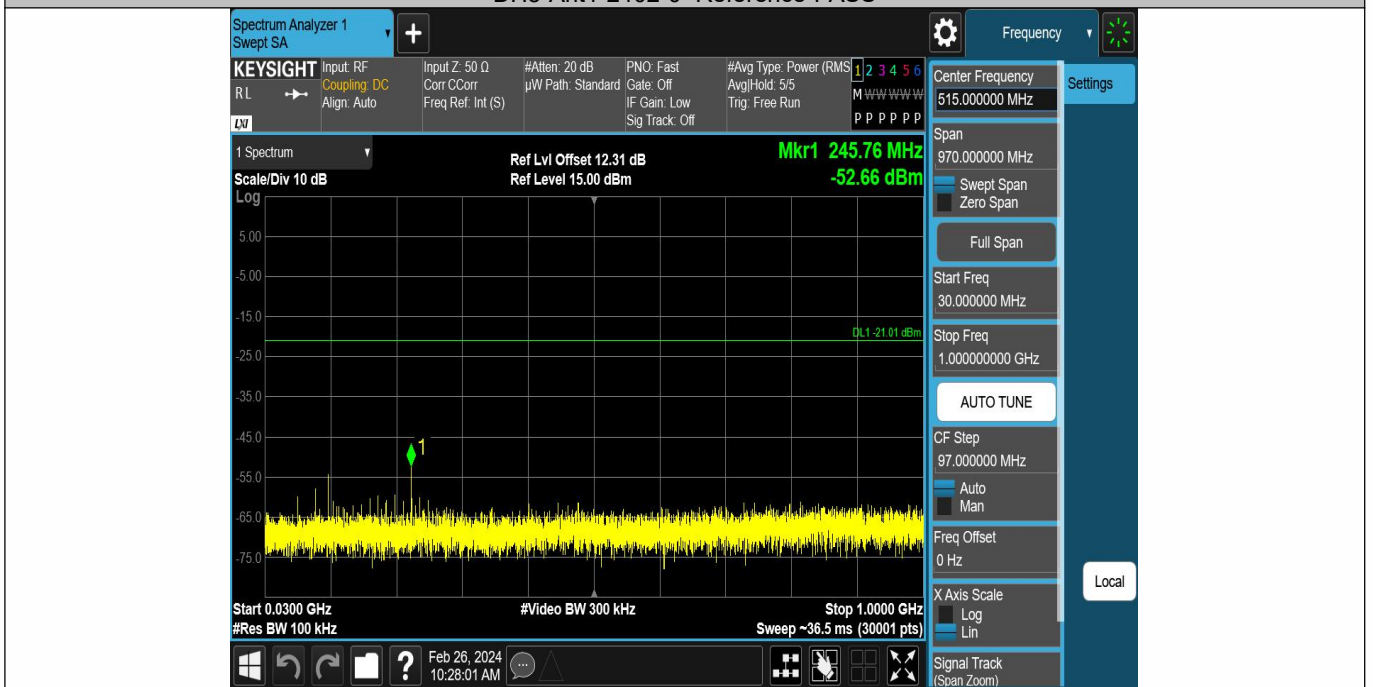 Spectrum Analyzer 1
Swept SA
+
Frequency
KEYSIGHT
RL
LXI
Input: RF
Coupling: DC
Align: Auto
Input Z: 50 Ω
Corr CCorr
Freq Ref: Int (S)
#Atten: 20 dB
µW Path: Standard
PNO: Fast
Gate: Off
IF Gain: Low
Sig Track: Off
#Avg Type: Power (RMS
Avg|Hold: 5/5
Trig: Free Run
1 2 3 4 5 6
M W W W W W
P P P P P P
1 Spectrum
Scale/Div 10 dB
Log
Ref Lvl Offset 12.31 dB
Ref Level 15.00 dBm
Mkr1 245.76 MHz
-52.66 dBm
5.00
-5.00
-15.0
DL1 -21.01 dBm
-25.0
-35.0
-45.0
1
-55.0
-65.0
-75.0
Start 0.0300 GHz
#Res BW 100 kHz
#Video BW 300 kHz
Stop 1.0000 GHz
Sweep ~36.5 ms (30001 pts)
?
Feb 26, 2024
10:28:01 AM
Center Frequency
515.000000 MHz
Settings
Span
970.000000 MHz
Swept Span
Zero Span
Full Span
Start Freq
30.000000 MHz
Stop Freq
1.000000000 GHz
AUTO TUNE
CF Step
97.000000 MHz
Auto
Man
Freq Offset
0 Hz
X Axis Scale
Log
Lin
Local
Signal Track
(Span Zoom)